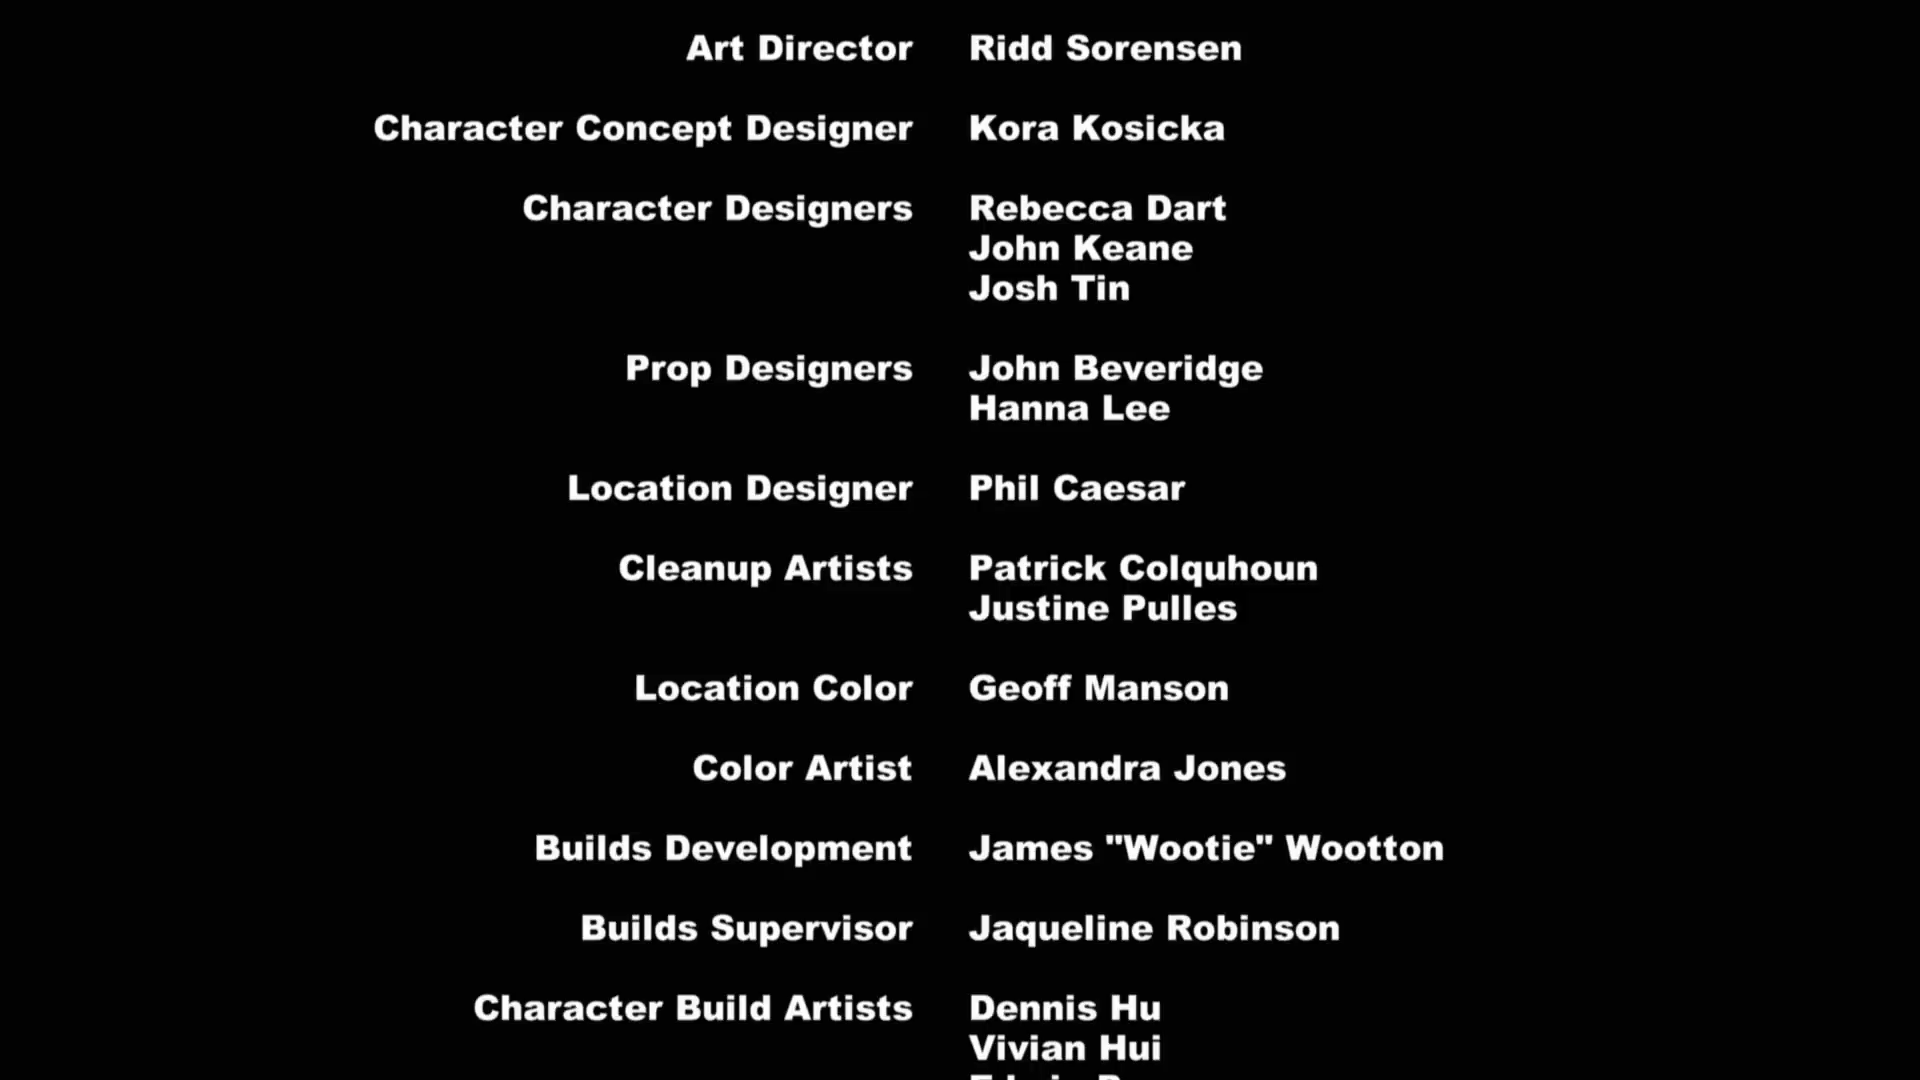 Art Director Ridd Sorensen
Character Concept Designer Kora Kosicka
Character Designers Rebecca Dart
John Keane
Josh Tin
Prop Designers John Beveridge
Hanna Lee
Location Designer Phil Caesar
Cleanup Artists Patrick Colquhoun
Justine Pulles
Location Color Geoff Manson
Color Artist Alexandra Jones
Builds Development James "Wootie" Wootton
Builds Supervisor Jaqueline Robinson
Character Build Artists Dennis Hu
Vivian Hui